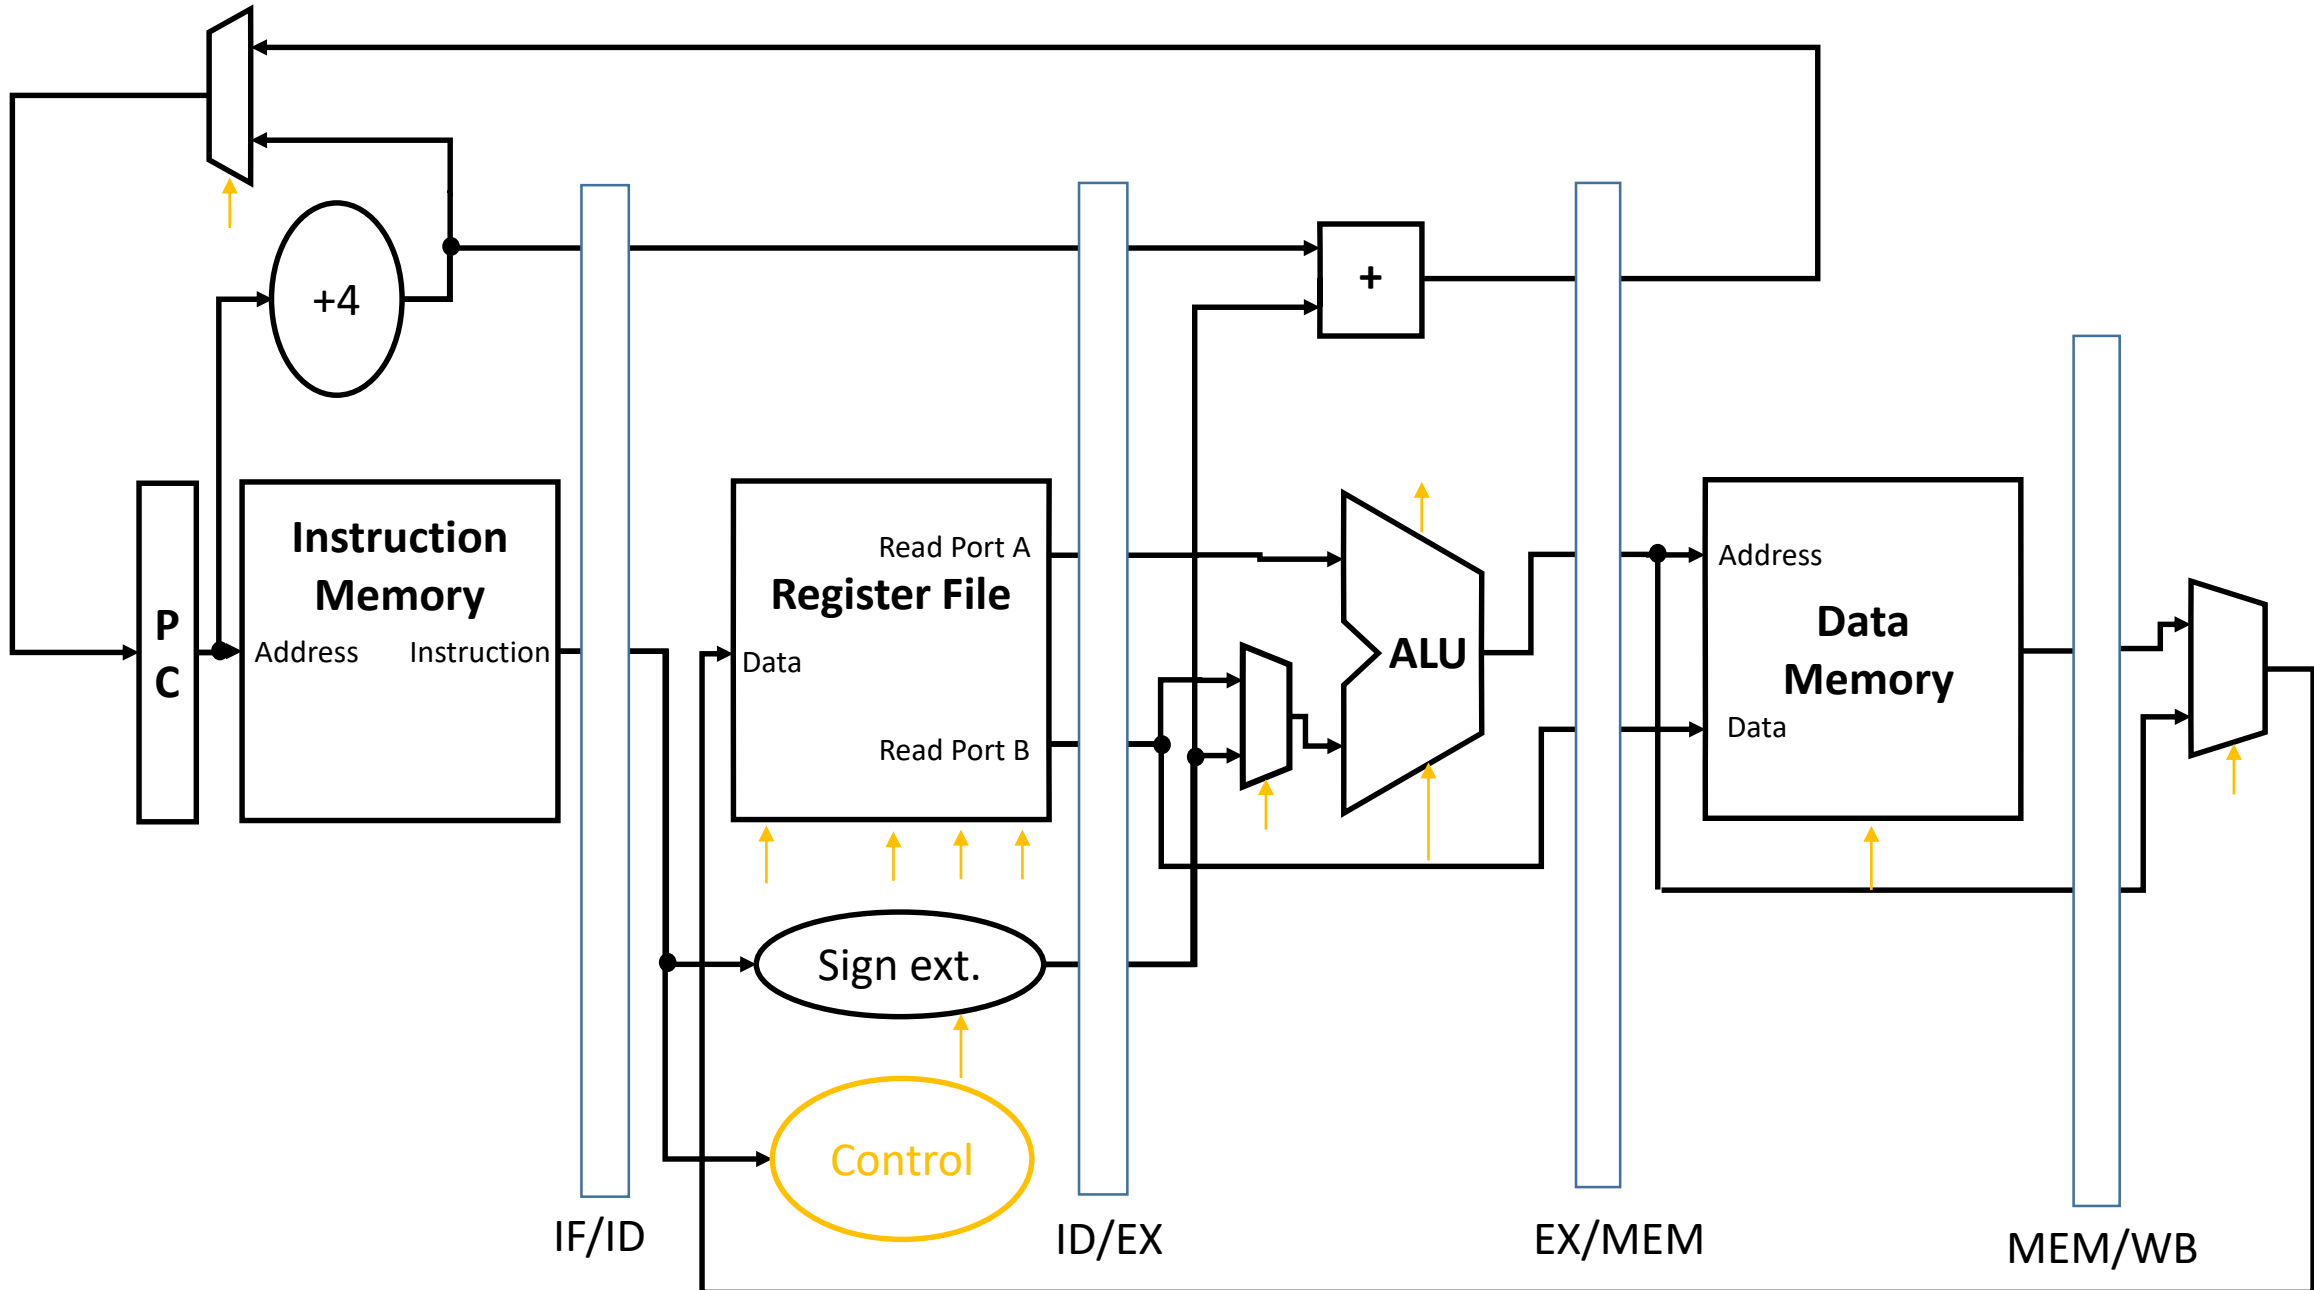 +4
+
P
C
Instruction
Memory
Address
Instruction
Read Port A
Register File
Data
Read Port B
ALU
Address
Data
Memory
Data
Sign ext.
Control
IF/ID
ID/EX
EX/MEM
MEM/WB